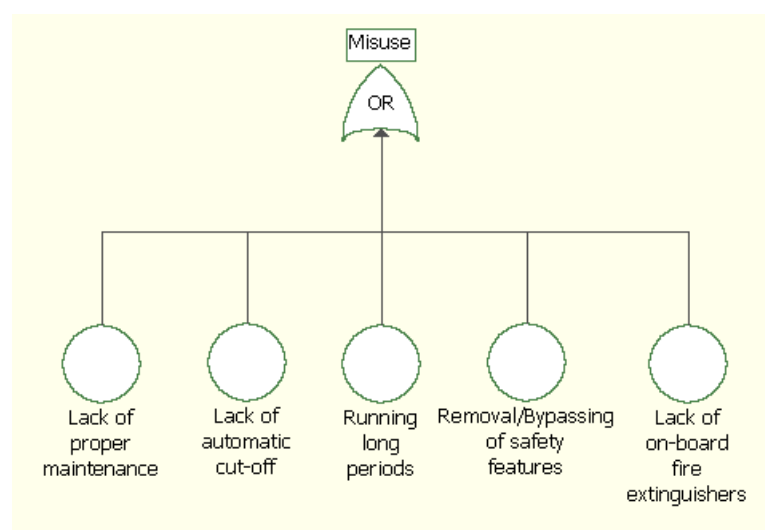 Misuse
OR
Lack of
proper
maintenance
Lack of
automatic
cut-off
Running
long
periods
Removal/Bypassing
of safety
features
Lack of
on-board
fire
extinguishers